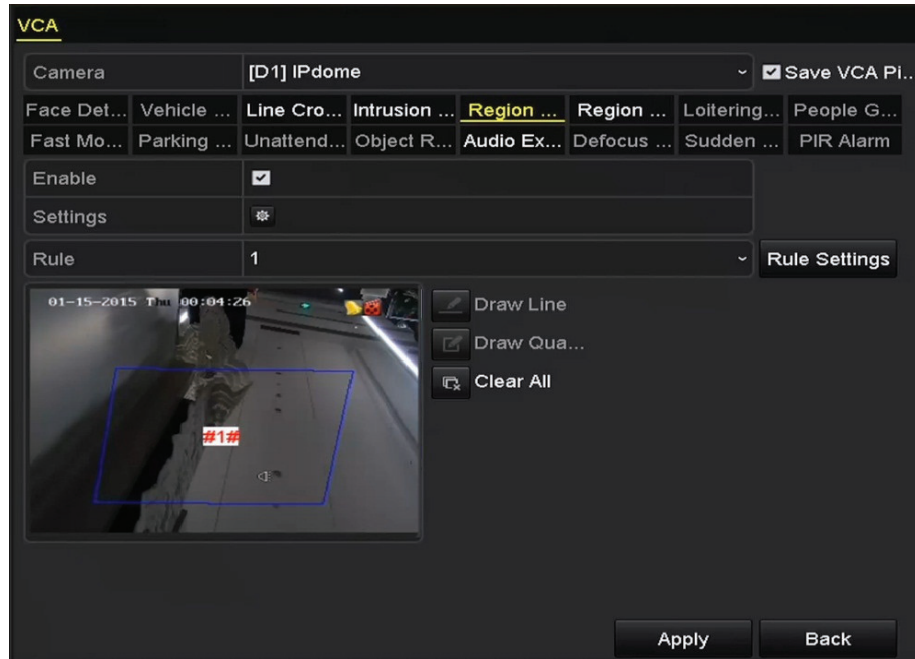 VCA
Camera [D1] IPdome Save VCA Pi..
Face Det... Vehicle ... Line Cro... Intrusion ... Region ... Region ... Loitering... People G...
Fast Mo... Parking ... Unattend... Object R... Audio Ex... Defocus ... Sudden ... PIR Alarm
Enable
Settings
Rule 1 Rule Settings
01-15-2015 Thu 00:04:26
Draw Line
Draw Qua...
Clear All
#1#
Apply Back